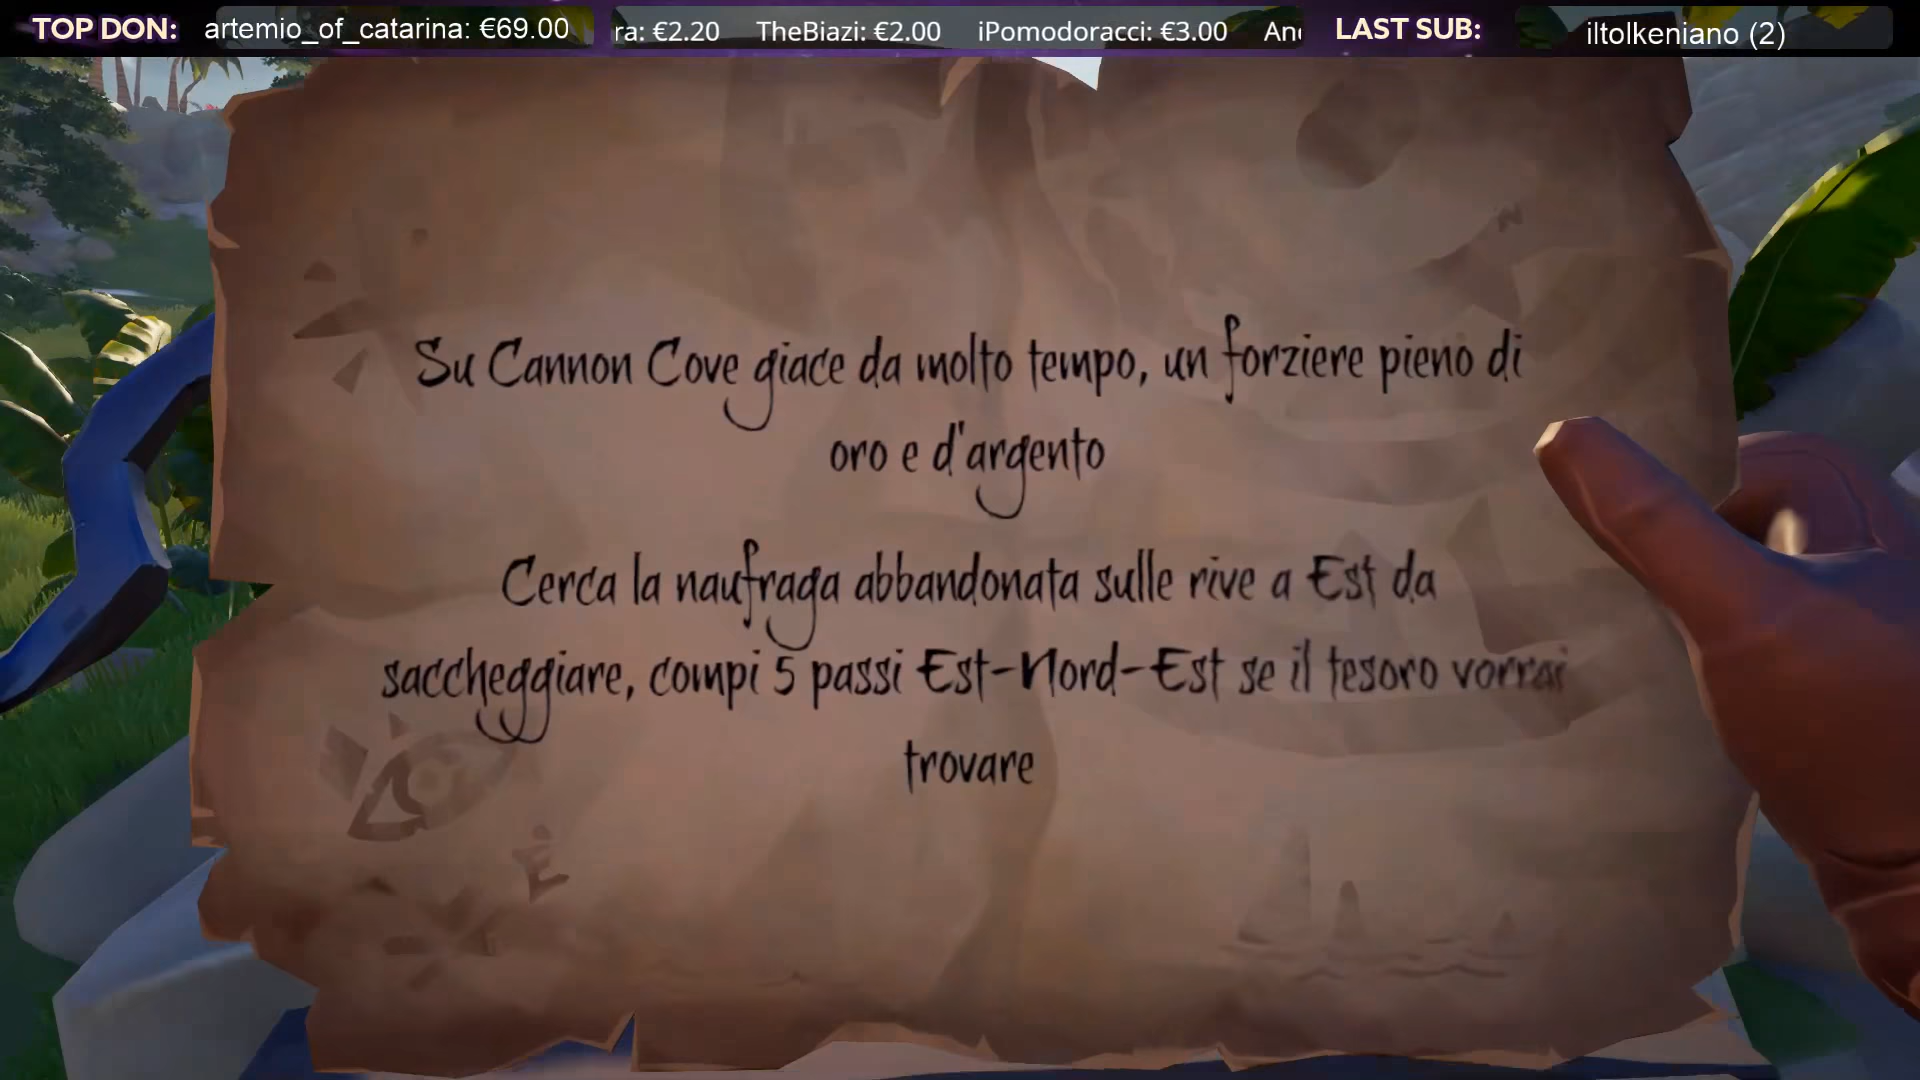 TOP DON: artemio_of_catarina: €69.00 ra: €2.20 TheBiazi: €2.00 iPomodoracci: €3.00 LAST SUB: iltolkeniano (2)
Su Cannon Cove giace da molto tempo, un forziere pieno di
oro e d'argento
Cerca la naufraga abbandonata sulle rive a Est da
saccheggiare, compi 5 passi Est-Nord-Est se il tesoro vorrai
trovare